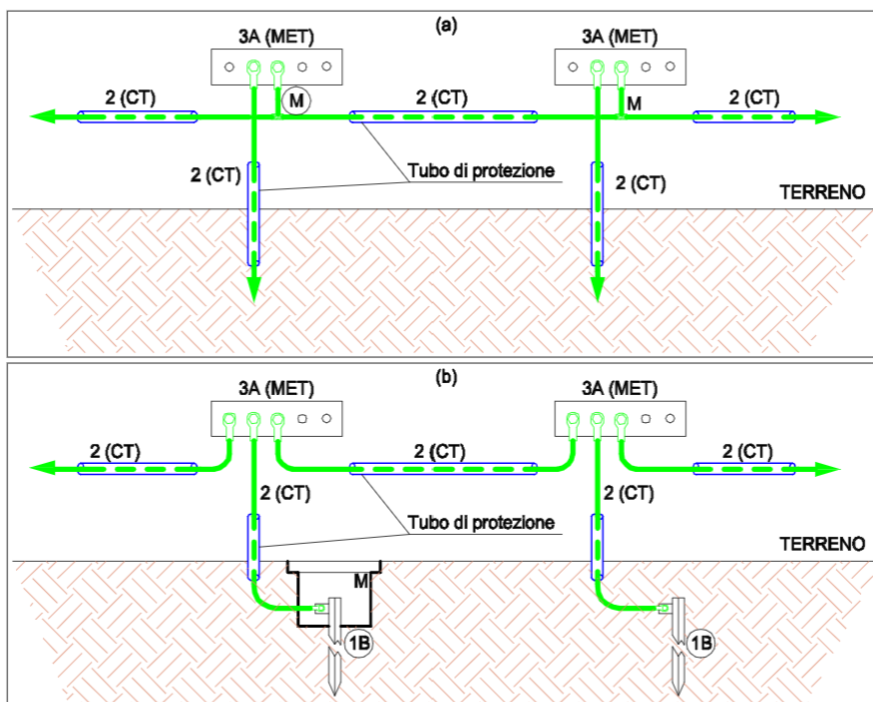 (a)
3A (MET)
3A (MET)
2 (CT)
M
2 (CT)
M
2 (CT)
2 (CT)
Tubo di protezione
2 (CT)
TERRENO
(b)
3A (MET)
3A (MET)
2 (CT)
2 (CT)
2 (CT)
2 (CT)
2 (CT)
Tubo di protezione
TERRENO
M
1B
1B